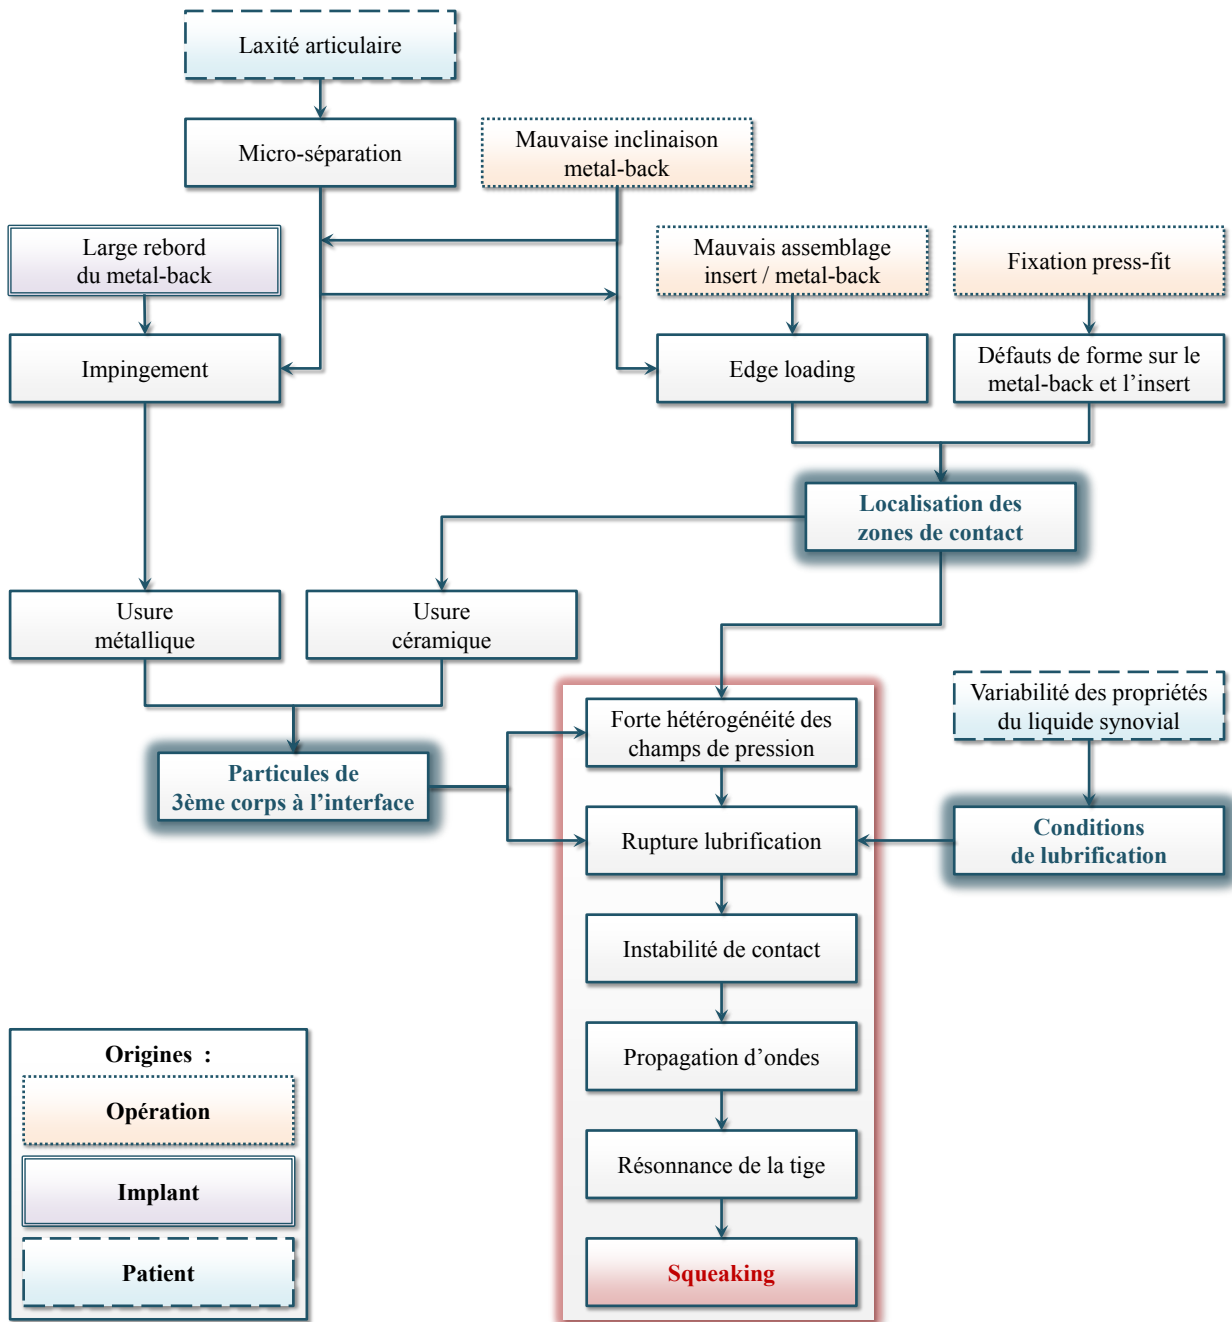 Laxité articulaire
Micro-séparation
Mauvaise inclinaison
metal-back
Large rebord
du metal-back
Mauvais assemblage
insert / metal-back
Fixation press-fit
Impingement
Edge loading
Défauts de forme sur le
metal-back et l’insert
Localisation des
zones de contact
Usure
métallique
Usure
céramique
Forte hétérogénéité des
champs de pression
Variabilité des propriétés
du liquide synovial
Particules de
3ème corps à l’interface
Rupture lubrification
Conditions
de lubrification
Instabilité de contact
Propagation d’ondes
Résonnance de la tige
Squeaking
Origines :
Opération
Implant
Patient